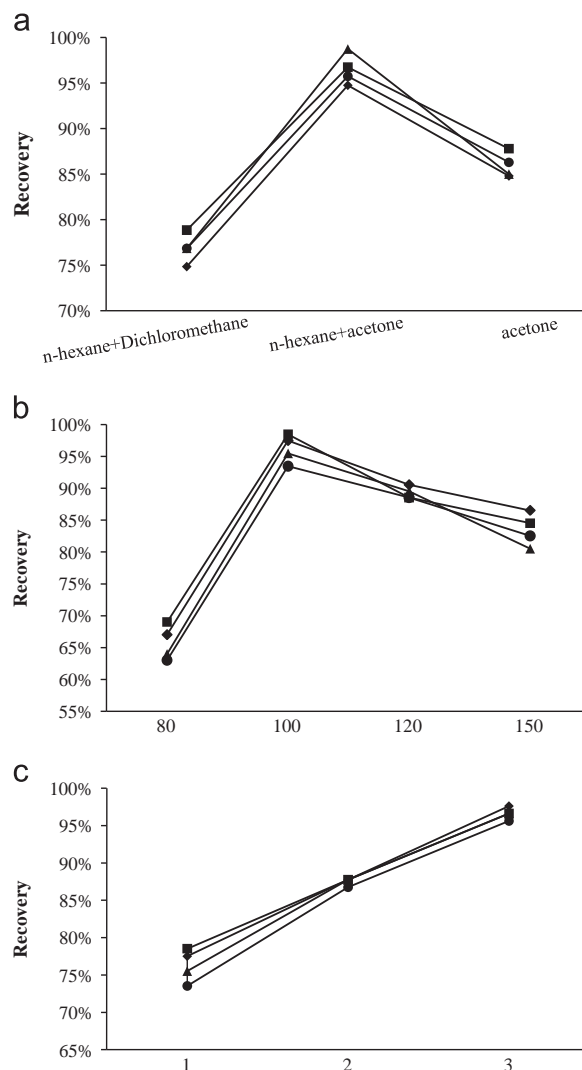 a
100%
95%
90%
85%
80%
75%
70%
Recovery
n-hexane+Dichloromethane
n-hexane+acetone
acetone
b
100%
95%
90%
85%
80%
75%
70%
65%
60%
55%
Recovery
80 100 120 150
c
100%
95%
90%
85%
80%
75%
70%
65%
Recovery
1 2 3